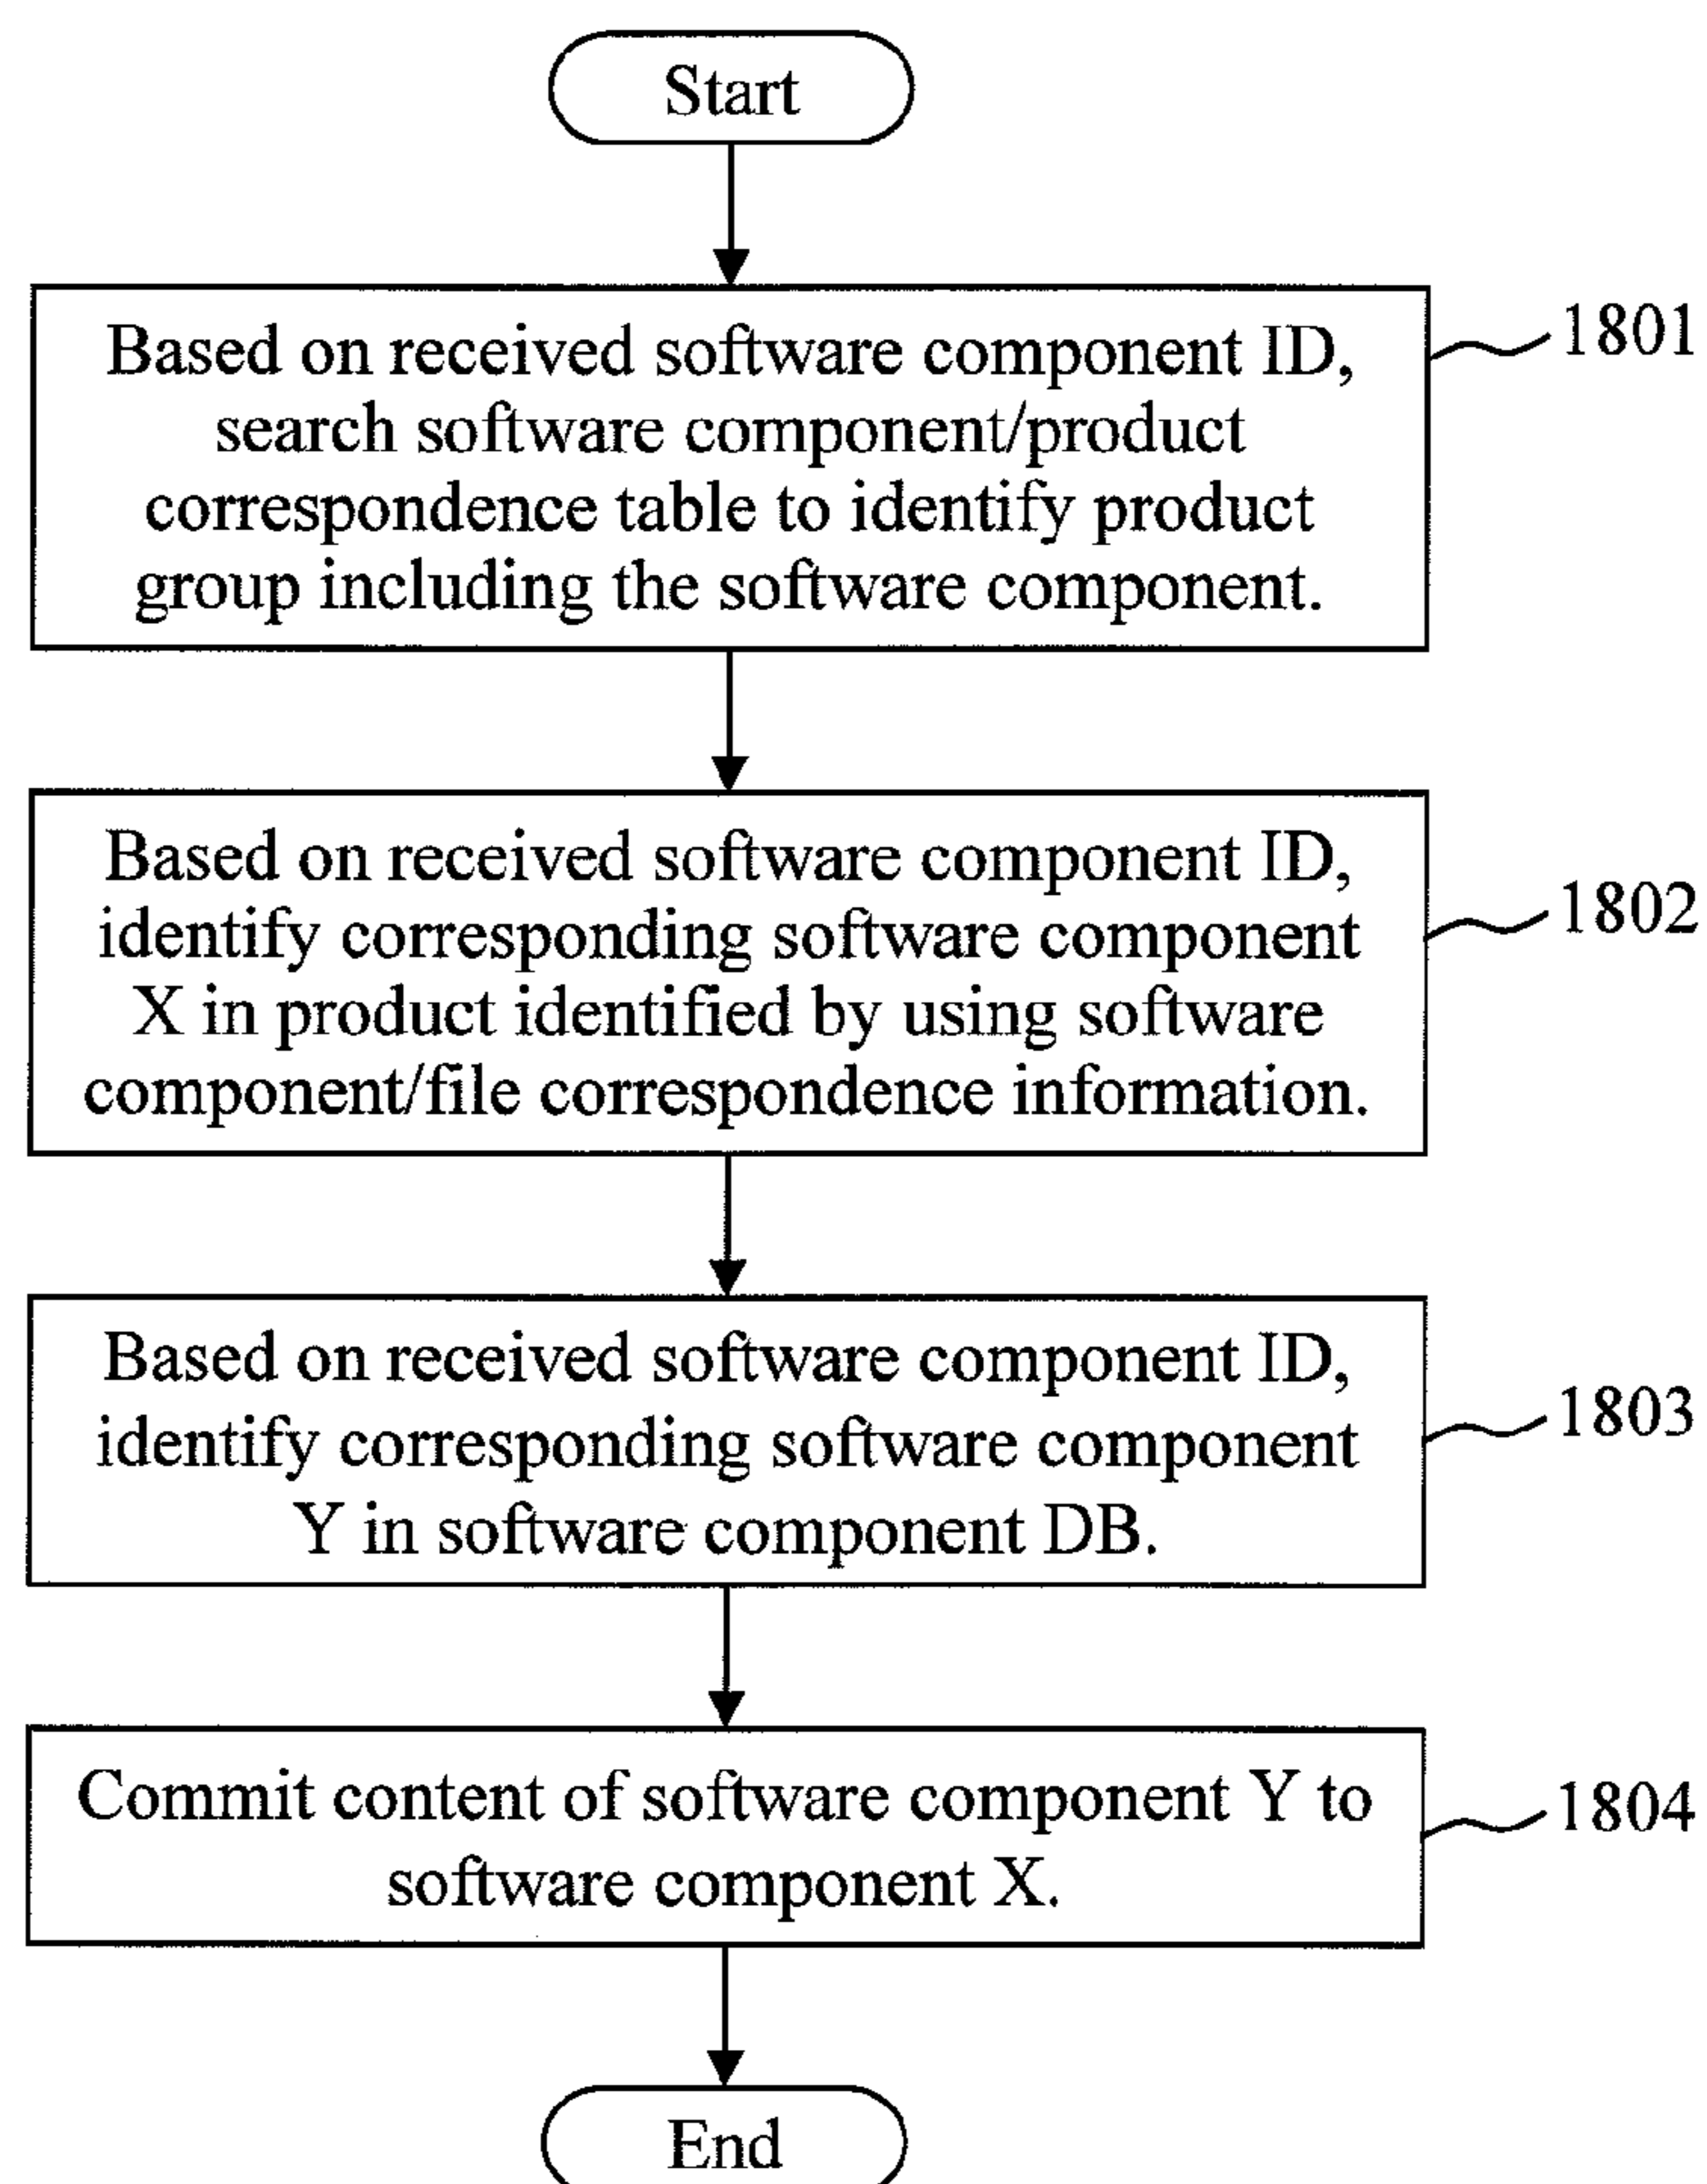 Start
Based on received software component ID,
search software component/product
correspondence table to identify product
group including the software component.
1801
Based on received software component ID,
identify corresponding software component
X in product identified by using software
component/file correspondence information.
1802
Based on received software component ID,
identify corresponding software component
Y in software component DB.
1803
Commit content of software component Y to
software component X.
1804
End